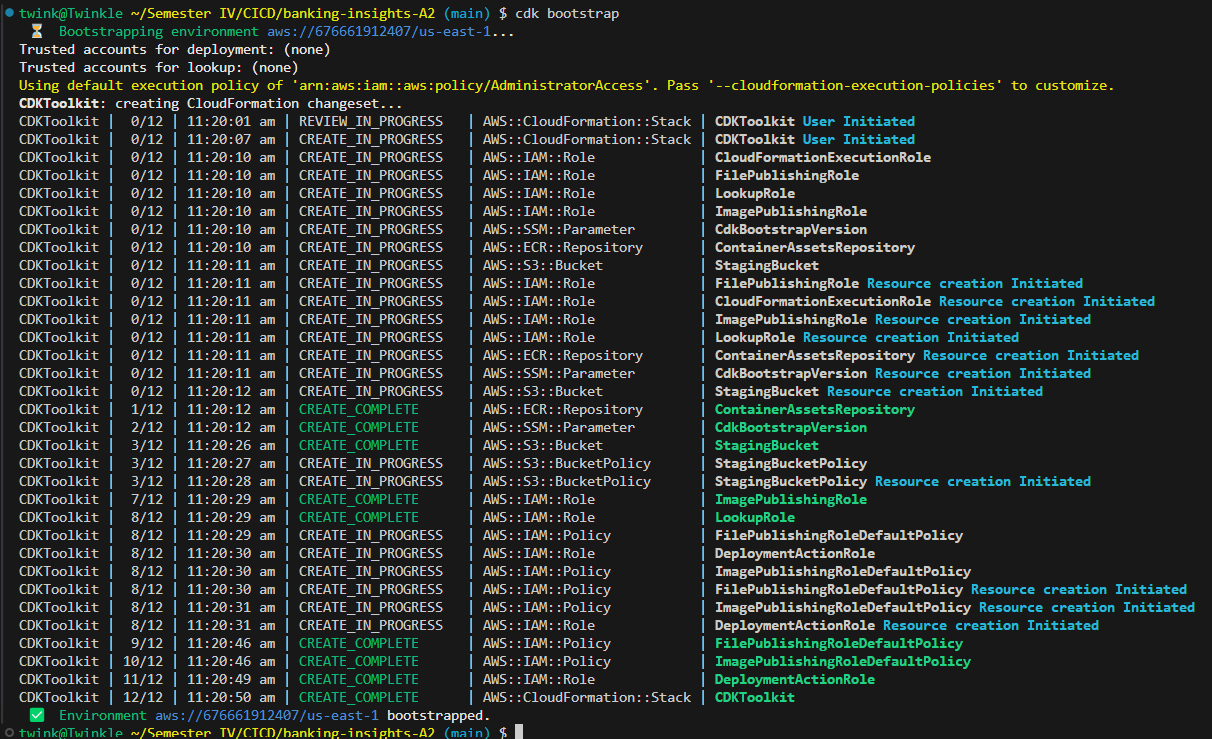 twink@Twinkle ~/Semester IV/CICD/banking-insights-A2 (main) $ cdk bootstrap
⏳ Bootstrapping environment aws://676661912407/us-east-1...
Trusted accounts for deployment: (none)
Trusted accounts for lookup: (none)
Using default execution policy of 'arn:aws:iam::aws:policy/AdministratorAccess'. Pass '--cloudformation-execution-policies' to customize.
CDKToolkit: creating CloudFormation changeset...
CDKToolkit | 0/12 | 11:20:01 am | REVIEW_IN_PROGRESS | AWS::CloudFormation::Stack | CDKToolkit User Initiated
CDKToolkit | 0/12 | 11:20:07 am | CREATE_IN_PROGRESS | AWS::CloudFormation::Stack | CDKToolkit User Initiated
CDKToolkit | 0/12 | 11:20:10 am | CREATE_IN_PROGRESS | AWS::IAM::Role | CloudFormationExecutionRole
CDKToolkit | 0/12 | 11:20:10 am | CREATE_IN_PROGRESS | AWS::IAM::Role | FilePublishingRole
CDKToolkit | 0/12 | 11:20:10 am | CREATE_IN_PROGRESS | AWS::IAM::Role | LookupRole
CDKToolkit | 0/12 | 11:20:10 am | CREATE_IN_PROGRESS | AWS::IAM::Role | ImagePublishingRole
CDKToolkit | 0/12 | 11:20:10 am | CREATE_IN_PROGRESS | AWS::SSM::Parameter | CdkBootstrapVersion
CDKToolkit | 0/12 | 11:20:10 am | CREATE_IN_PROGRESS | AWS::ECR::Repository | ContainerAssetsRepository
CDKToolkit | 0/12 | 11:20:11 am | CREATE_IN_PROGRESS | AWS::S3::Bucket | StagingBucket
CDKToolkit | 0/12 | 11:20:11 am | CREATE_IN_PROGRESS | AWS::IAM::Role | FilePublishingRole Resource creation Initiated
CDKToolkit | 0/12 | 11:20:11 am | CREATE_IN_PROGRESS | AWS::IAM::Role | CloudFormationExecutionRole Resource creation Initiated
CDKToolkit | 0/12 | 11:20:11 am | CREATE_IN_PROGRESS | AWS::IAM::Role | ImagePublishingRole Resource creation Initiated
CDKToolkit | 0/12 | 11:20:11 am | CREATE_IN_PROGRESS | AWS::IAM::Role | LookupRole Resource creation Initiated
CDKToolkit | 0/12 | 11:20:11 am | CREATE_IN_PROGRESS | AWS::ECR::Repository | ContainerAssetsRepository Resource creation Initiated
CDKToolkit | 0/12 | 11:20:11 am | CREATE_IN_PROGRESS | AWS::SSM::Parameter | CdkBootstrapVersion Resource creation Initiated
CDKToolkit | 0/12 | 11:20:12 am | CREATE_IN_PROGRESS | AWS::S3::Bucket | StagingBucket Resource creation Initiated
CDKToolkit | 1/12 | 11:20:12 am | CREATE_COMPLETE | AWS::ECR::Repository | ContainerAssetsRepository
CDKToolkit | 2/12 | 11:20:12 am | CREATE_COMPLETE | AWS::SSM::Parameter | CdkBootstrapVersion
CDKToolkit | 3/12 | 11:20:26 am | CREATE_COMPLETE | AWS::S3::Bucket | StagingBucket
CDKToolkit | 3/12 | 11:20:27 am | CREATE_IN_PROGRESS | AWS::S3::BucketPolicy | StagingBucketPolicy
CDKToolkit | 3/12 | 11:20:28 am | CREATE_IN_PROGRESS | AWS::S3::BucketPolicy | StagingBucketPolicy Resource creation Initiated
CDKToolkit | 7/12 | 11:20:29 am | CREATE_COMPLETE | AWS::IAM::Role | ImagePublishingRole
CDKToolkit | 8/12 | 11:20:29 am | CREATE_COMPLETE | AWS::IAM::Role | LookupRole
CDKToolkit | 8/12 | 11:20:29 am | CREATE_IN_PROGRESS | AWS::IAM::Policy | FilePublishingRoleDefaultPolicy
CDKToolkit | 8/12 | 11:20:30 am | CREATE_IN_PROGRESS | AWS::IAM::Role | DeploymentActionRole
CDKToolkit | 8/12 | 11:20:30 am | CREATE_IN_PROGRESS | AWS::IAM::Policy | ImagePublishingRoleDefaultPolicy
CDKToolkit | 8/12 | 11:20:30 am | CREATE_IN_PROGRESS | AWS::IAM::Policy | FilePublishingRoleDefaultPolicy Resource creation Initiated
CDKToolkit | 8/12 | 11:20:31 am | CREATE_IN_PROGRESS | AWS::IAM::Policy | ImagePublishingRoleDefaultPolicy Resource creation Initiated
CDKToolkit | 8/12 | 11:20:31 am | CREATE_IN_PROGRESS | AWS::IAM::Role | DeploymentActionRole Resource creation Initiated
CDKToolkit | 9/12 | 11:20:46 am | CREATE_COMPLETE | AWS::IAM::Policy | FilePublishingRoleDefaultPolicy
CDKToolkit | 10/12 | 11:20:46 am | CREATE_COMPLETE | AWS::IAM::Policy | ImagePublishingRoleDefaultPolicy
CDKToolkit | 11/12 | 11:20:49 am | CREATE_COMPLETE | AWS::IAM::Role | DeploymentActionRole
CDKToolkit | 12/12 | 11:20:50 am | CREATE_COMPLETE | AWS::CloudFormation::Stack | CDKToolkit
✅ Environment aws://676661912407/us-east-1 bootstrapped.
twink@Twinkle ~/Semester IV/CICD/banking-insights-A2 (main) $